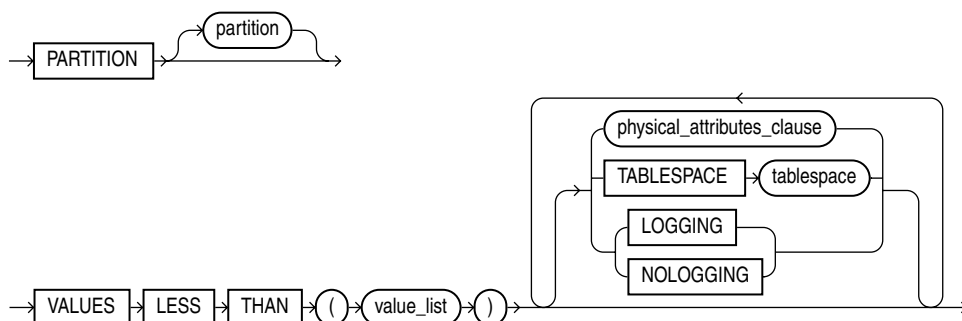 partition
PARTITION
physical_attributes_clause
TABLESPACE tablespace
LOGGING
NOLOGGING
VALUES LESS THAN ( value_list )